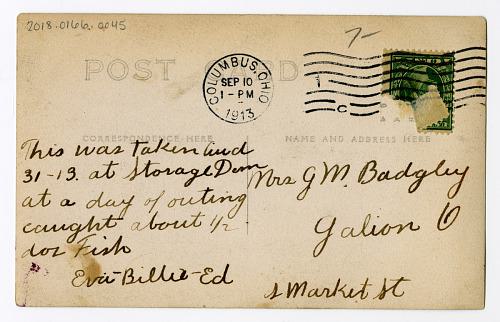 2018.0166.0045
7-
POST CARD
COLUMBUS, OHIO
SEP 10
1-PM
1913
1
C
CORRESPONDENCE HERE
NAME AND ADDRESS HERE
This was taken
31-13. at Storage Dam
at a day of outing
caught about 1/2
doz Fish
Eva-Billie-Ed
Mrs G M. Badgley
Galion O
S Market St